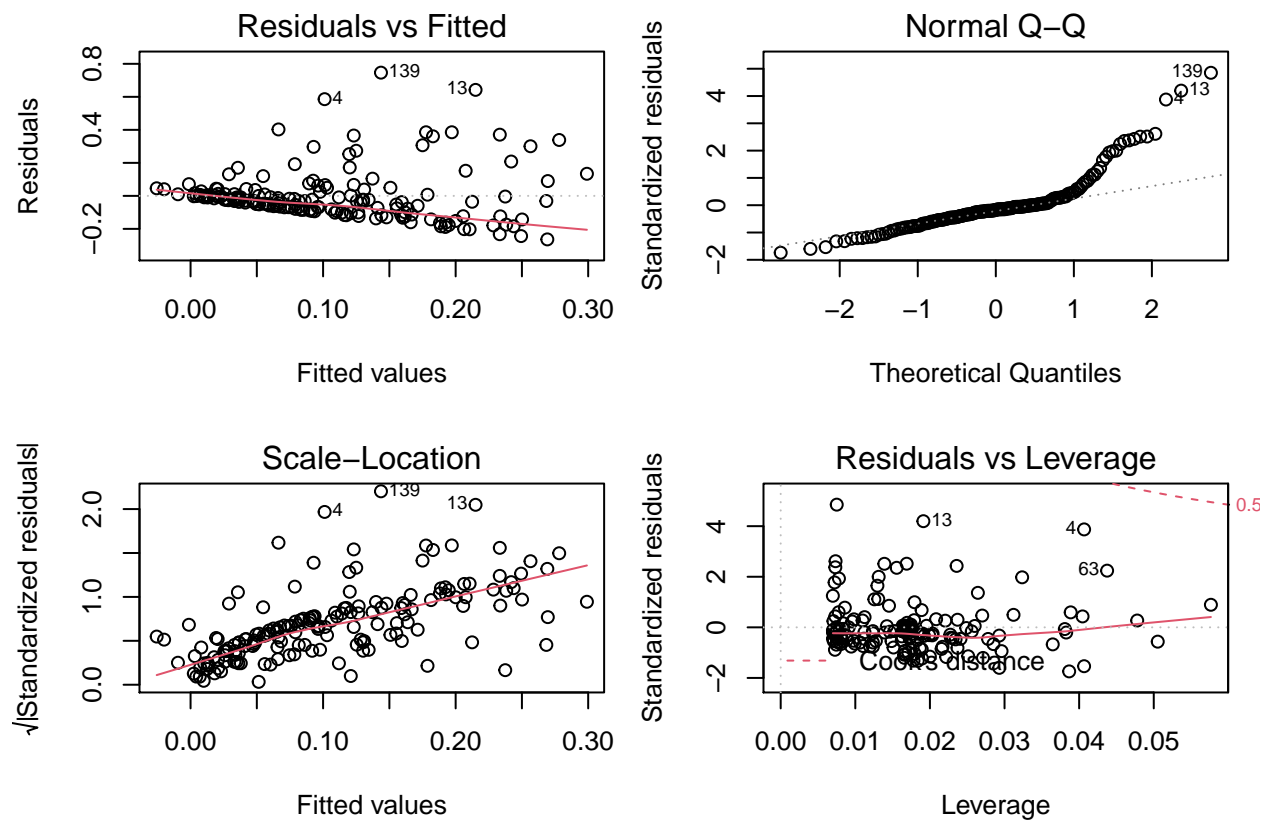 Residuals vs Fitted
Residuals
0.8
0.4
−0.2
139
13
4
0.00 0.10 0.20 0.30
Fitted values
Normal Q−Q
Standardized residuals
4
2
0
−2
139
13
4
−2 −1 0 1 2
Theoretical Quantiles
Scale−Location
√|Standardized residuals|
2.0
1.0
0.0
139
13
4
0.00 0.10 0.20 0.30
Fitted values
Residuals vs Leverage
Standardized residuals
4
2
0
−2
0.5
13
4
63
Cook's distance
0.00 0.01 0.02 0.03 0.04 0.05
Leverage